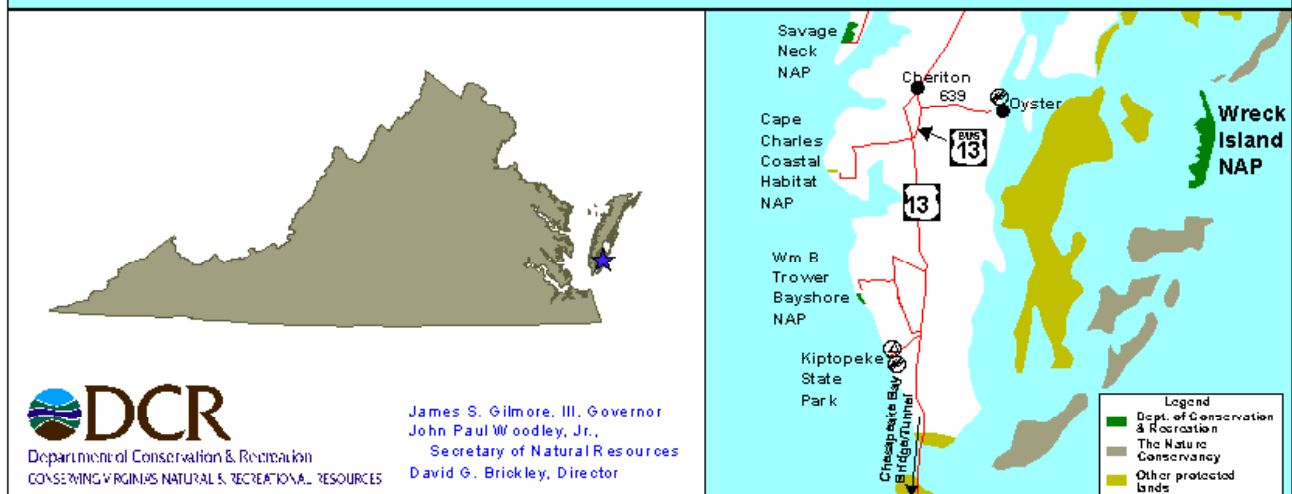 DCR
Department of Conservation & Recreation
CONSERVING VIRGINIA'S NATURAL & RECREATIONAL RESOURCES
James S. Gilmore, III, Governor
John Paul Woodley, Jr.,
Secretary of Natural Resources
David G. Brickley, Director
Savage
Neck
NAP
Cheriton
639
Oyster
Wreck
Island
NAP
Cape
Charles
Coastal
Habitat
NAP
BUS
13
13
Wm B
Trower
Bayshore
NAP
Kiptopeke
State
Park
Chesapeake Bay
Bridge/Tunnel
Legend
Dept. of Conservation
& Recreation
The Nature
Conservancy
Other protected
lands